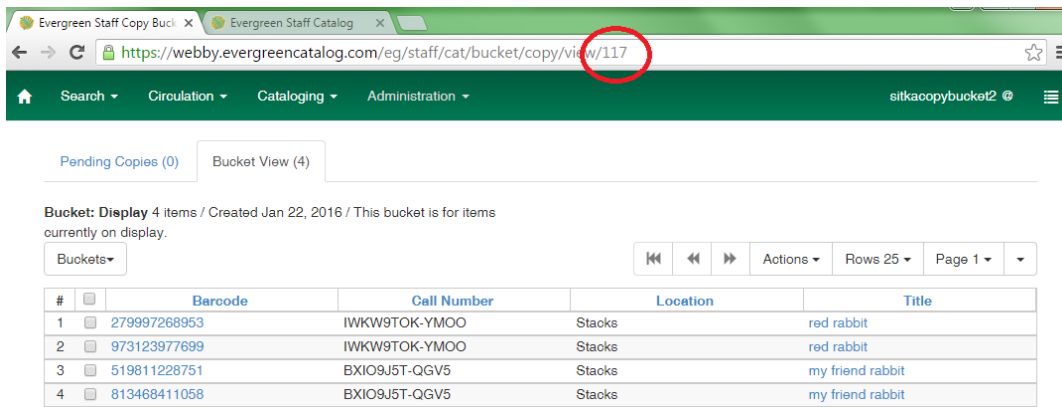 Evergreen Staff Copy Buck × Evergreen Staff Catalog ×
https://webby.evergreencatalog.com/eg/staff/cat/bucket/copy/view/117
Search Circulation Cataloging Administration sitkacopybucket2 @
Pending Copies (0) Bucket View (4)
Bucket: Display 4 items / Created Jan 22, 2016 / This bucket is for items
currently on display.
Buckets Actions Rows 25 Page 1
# Barcode Call Number Location Title
1 279997268953 IWKW9TOK-YMOO Stacks red rabbit
2 973123977699 IWKW9TOK-YMOO Stacks red rabbit
3 519811228751 BXIO9J5T-QGV5 Stacks my friend rabbit
4 813468411058 BXIO9J5T-QGV5 Stacks my friend rabbit